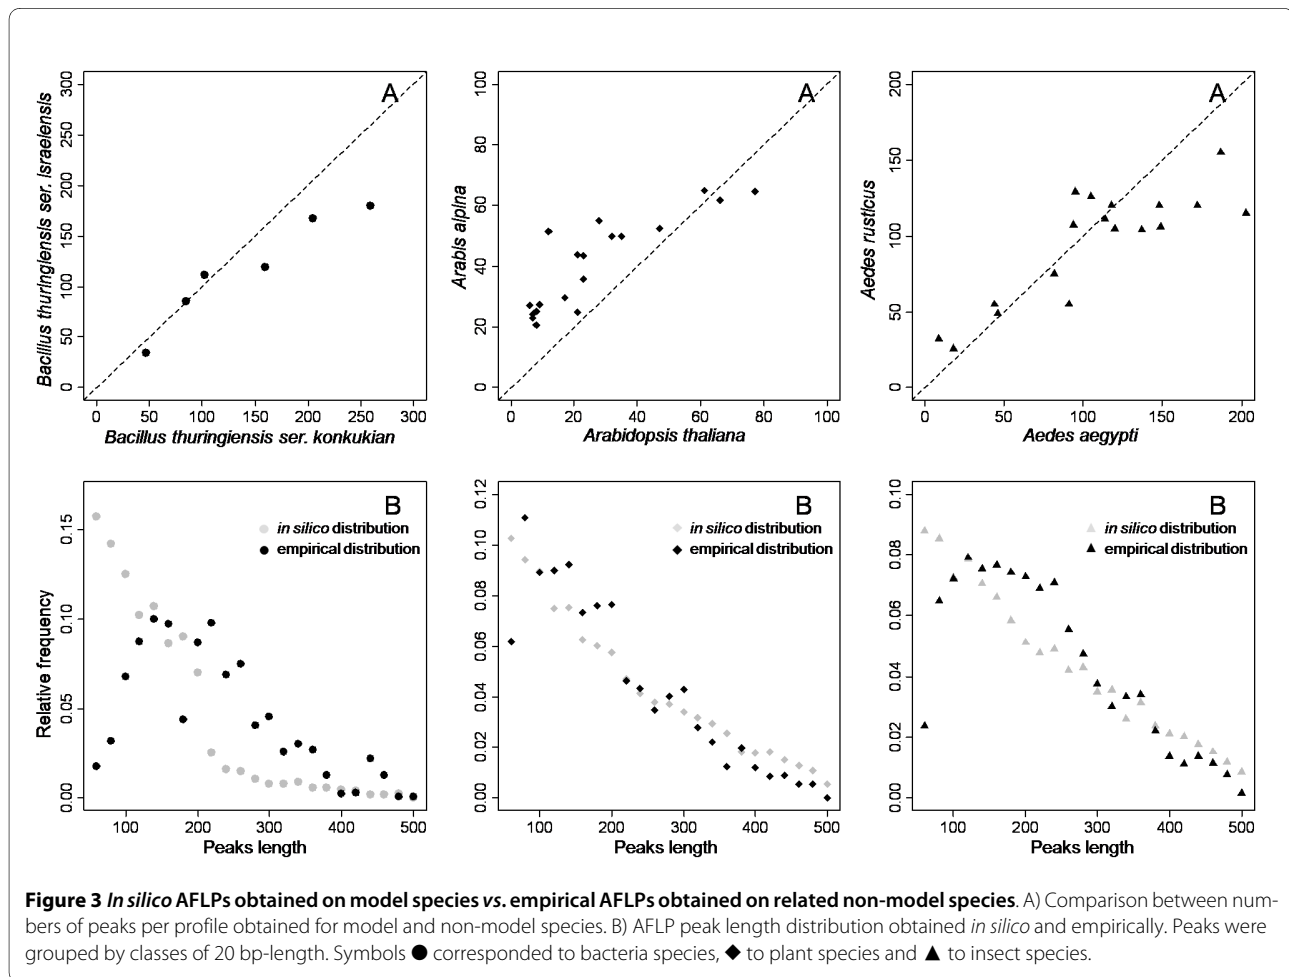 A
Bacillus thuringiensis ser. israelensis
0 50 100 150 200 250 300
0 50 100 150 200 250 300
Bacillus thuringiensis ser. konkukian
A
Arabis alpina
0 20 40 60 80 100
0 20 40 60 80 100
Arabidopsis thaliana
A
Aedes rusticus
0 50 100 150 200
0 50 100 150 200
Aedes aegypti
B
in silico distribution
empirical distribution
Relative frequency
0.00 0.05 0.10 0.15
100 200 300 400 500
Peaks length
B
in silico distribution
empirical distribution
0.00 0.02 0.04 0.06 0.08 0.10 0.12
100 200 300 400 500
Peaks length
B
in silico distribution
empirical distribution
0.00 0.02 0.04 0.06 0.08 0.10
100 200 300 400 500
Peaks length
Figure 3 In silico AFLPs obtained on model species vs. empirical AFLPs obtained on related non-model species. A) Comparison between num-
bers of peaks per profile obtained for model and non-model species. B) AFLP peak length distribution obtained in silico and empirically. Peaks were
grouped by classes of 20 bp-length. Symbols ● corresponded to bacteria species, ◆ to plant species and ▲ to insect species.